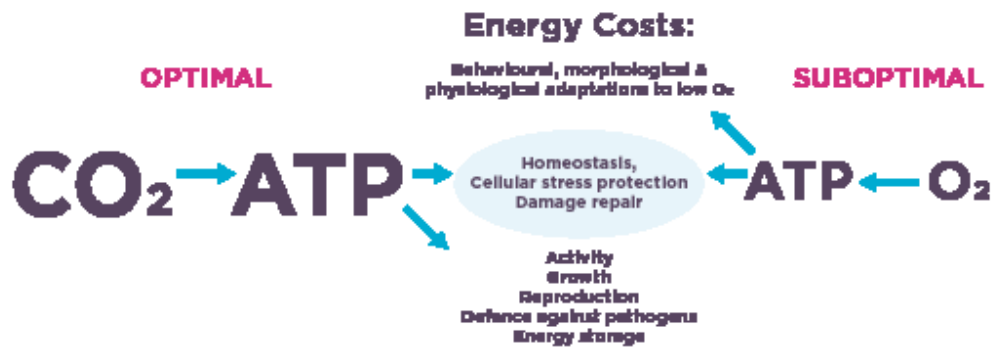 Energy Costs:
OPTIMAL
Behavioural, morphological &
physiological adaptations to low O₂
SUBOPTIMAL
CO₂
ATP
Homeostasis,
Cellular stress protection
Damage repair
ATP
O₂
Activity
Growth
Reproduction
Defence against pathogens
Energy storage